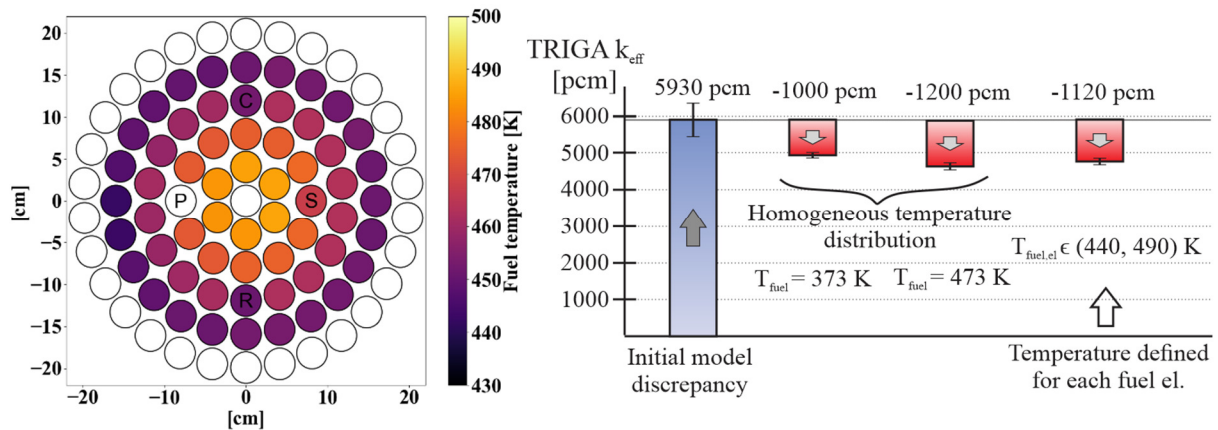 20
15
10
5
0
−5
−10
−15
−20
[cm]
−20
−10
0
10
20
[cm]
C
P
S
R
500
490
480
470
460
450
440
430
Fuel temperature [K]
TRIGA keff
[pcm]
6000
5000
4000
3000
2000
1000
5930 pcm
-1000 pcm
-1200 pcm
-1120 pcm
Homogeneous temperature
distribution
Tfuel = 373 K
Tfuel = 473 K
Tfuel,el ϵ (440, 490) K
Initial model
discrepancy
Temperature defined
for each fuel el.